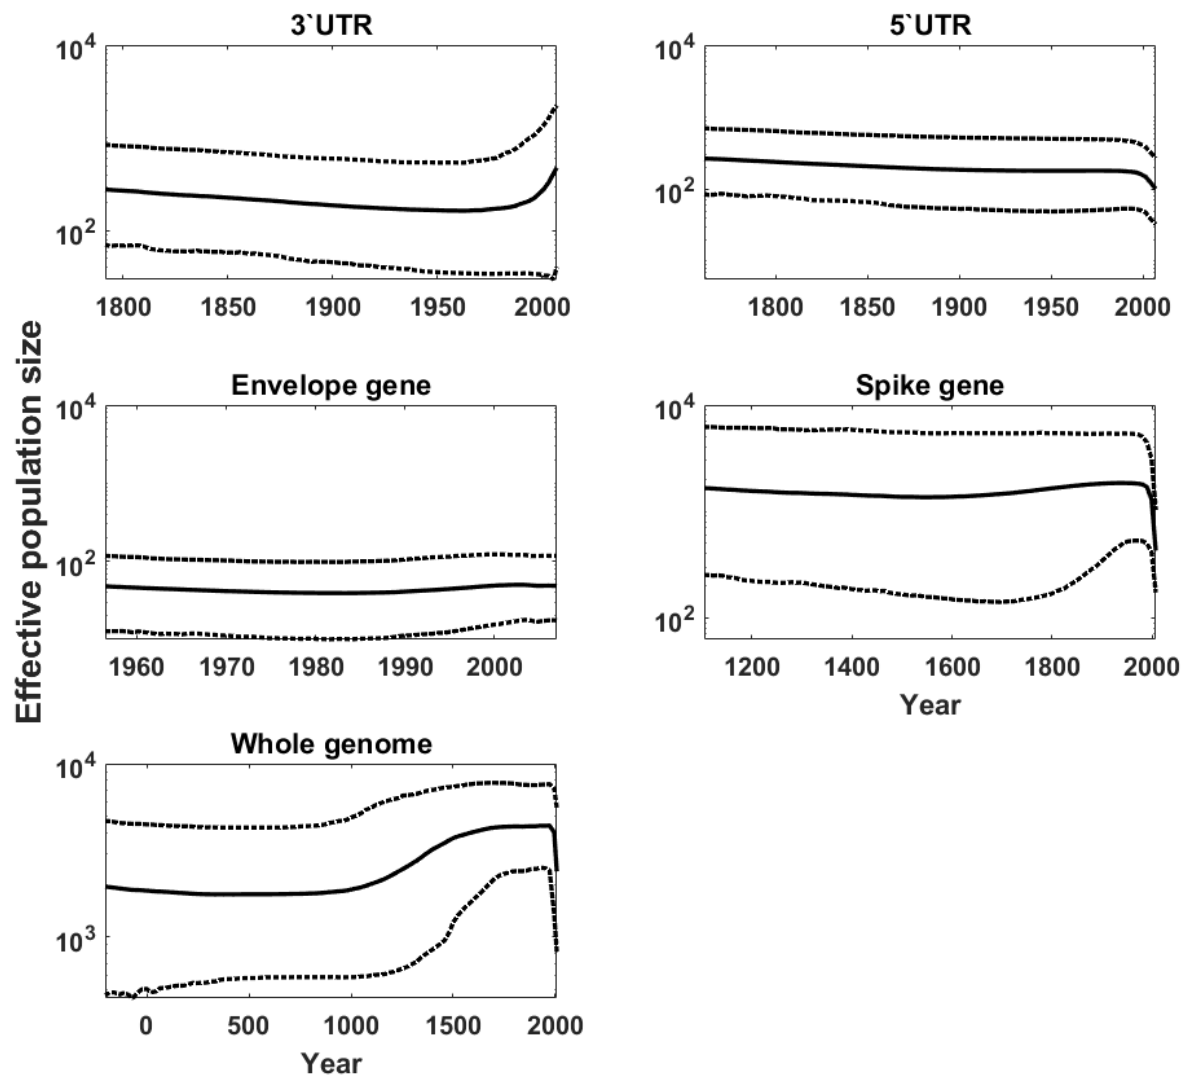 3`UTR
10^4
10^2
1800 1850 1900 1950 2000
5`UTR
10^4
10^2
1800 1850 1900 1950 2000
Effective population size
Envelope gene
10^4
10^2
1960 1970 1980 1990 2000
Spike gene
10^4
10^2
1200 1400 1600 1800 2000
Year
Whole genome
10^4
10^3
0 500 1000 1500 2000
Year